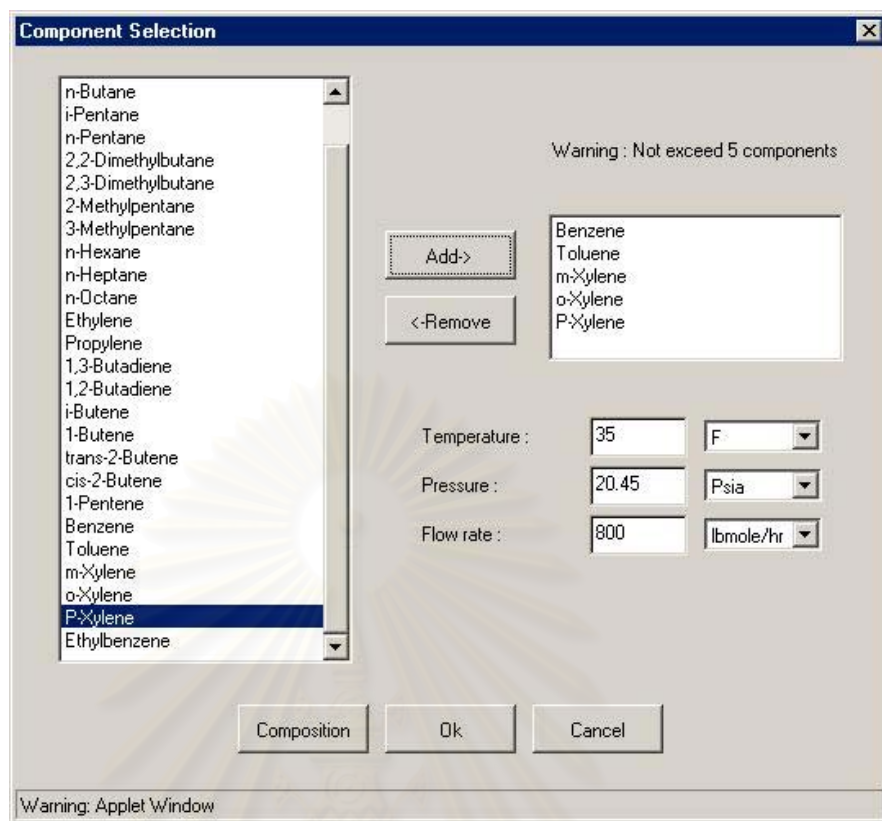 Component Selection
n-Butane
i-Pentane
n-Pentane
2,2-Dimethylbutane
2,3-Dimethylbutane
2-Methylpentane
3-Methylpentane
n-Hexane
n-Heptane
n-Octane
Ethylene
Propylene
1,3-Butadiene
1,2-Butadiene
i-Butene
1-Butene
trans-2-Butene
cis-2-Butene
1-Pentene
Benzene
Toluene
m-Xylene
o-Xylene
P-Xylene
Ethylbenzene
Add->
<-Remove
Warning : Not exceed 5 components
Benzene
Toluene
m-Xylene
o-Xylene
P-Xylene
Temperature : 35 F
Pressure : 20.45 Psia
Flow rate : 800 lbmole/hr
Composition Ok Cancel
Warning: Applet Window